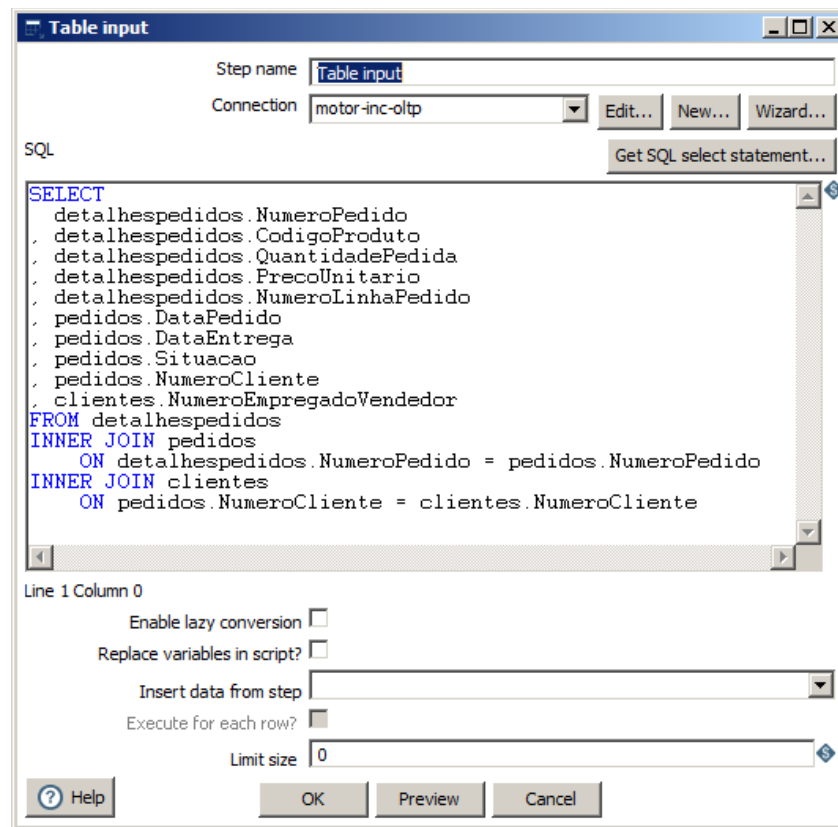 Table input
Step name Table input
Connection motor-inc-oltp Edit... New... Wizard...
SQL Get SQL select statement...
SELECT
detalhespedidos.NumeroPedido
, detalhespedidos.CodigoProduto
, detalhespedidos.QuantidadePedida
, detalhespedidos.PrecoUnitario
, detalhespedidos.NumeroLinhaPedido
, pedidos.DataPedido
, pedidos.DataEntrega
, pedidos.Situacao
, pedidos.NumeroCliente
, clientes.NumeroEmpregadoVendedor
FROM detalhespedidos
INNER JOIN pedidos
ON detalhespedidos.NumeroPedido = pedidos.NumeroPedido
INNER JOIN clientes
ON pedidos.NumeroCliente = clientes.NumeroCliente
Line 1 Column 0
Enable lazy conversion
Replace variables in script?
Insert data from step
Execute for each row?
Limit size 0
Help OK Preview Cancel